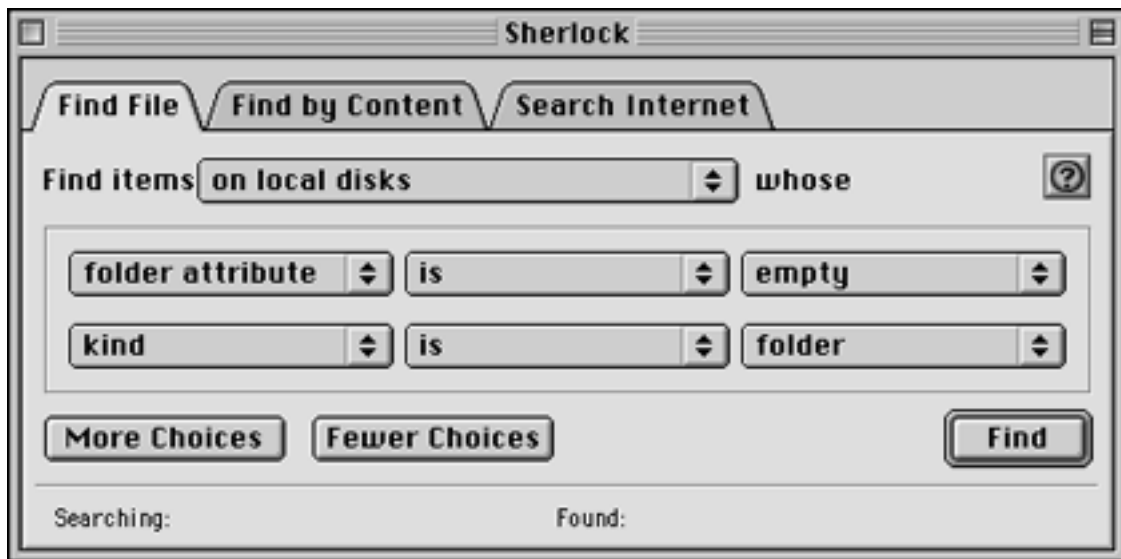 Sherlock
Find File Find by Content Search Internet
Find items on local disks whose ?
folder attribute is empty
kind is folder
More Choices Fewer Choices Find
Searching: Found: